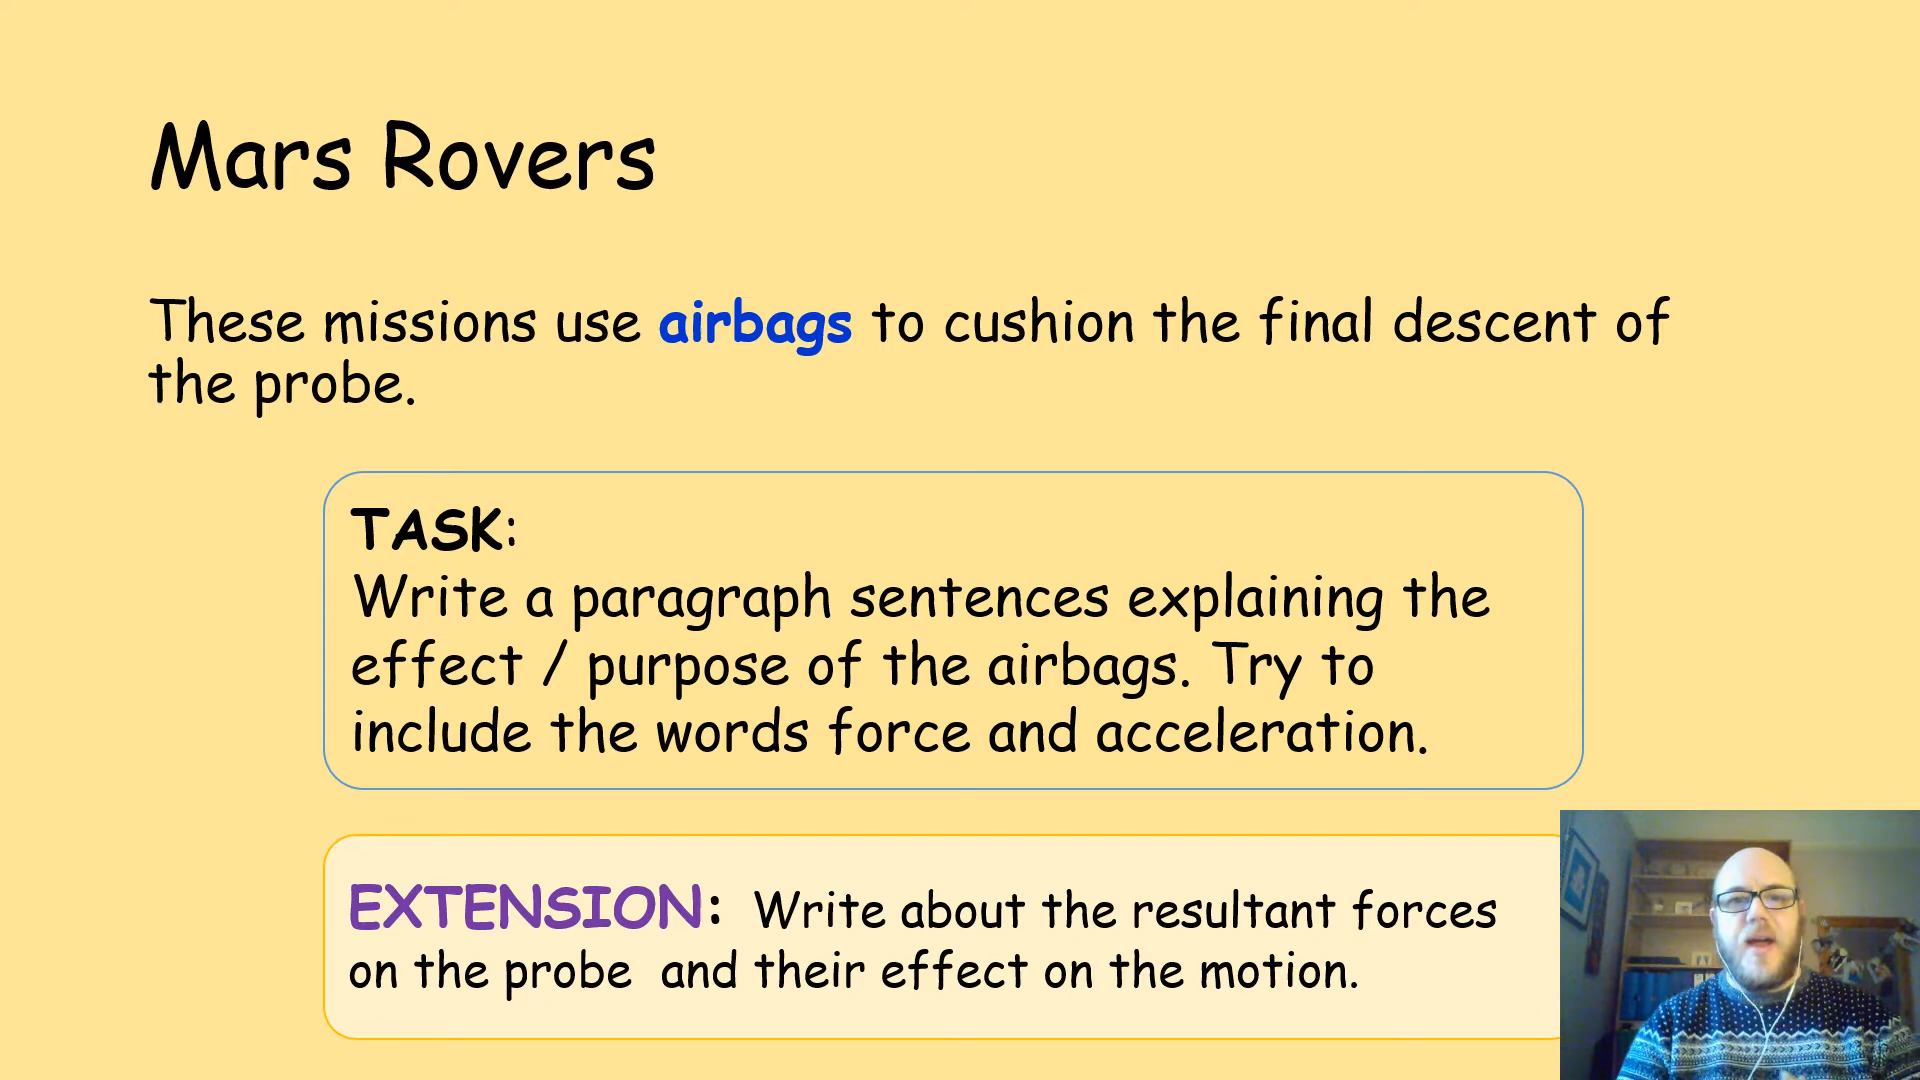 Mars Rovers
These missions use airbags to cushion the final descent of
the probe.
TASK:
Write a paragraph sentences explaining the
effect / purpose of the airbags. Try to
include the words force and acceleration.
EXTENSION: Write about the resultant forces
on the probe and their effect on the motion.